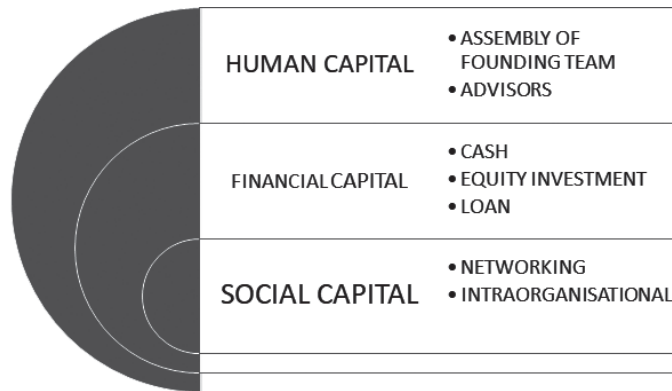 HUMAN CAPITAL
• ASSEMBLY OF
FOUNDING TEAM
• ADVISORS
FINANCIAL CAPITAL
• CASH
• EQUITY INVESTMENT
• LOAN
SOCIAL CAPITAL
• NETWORKING
• INTRAORGANISATIONAL